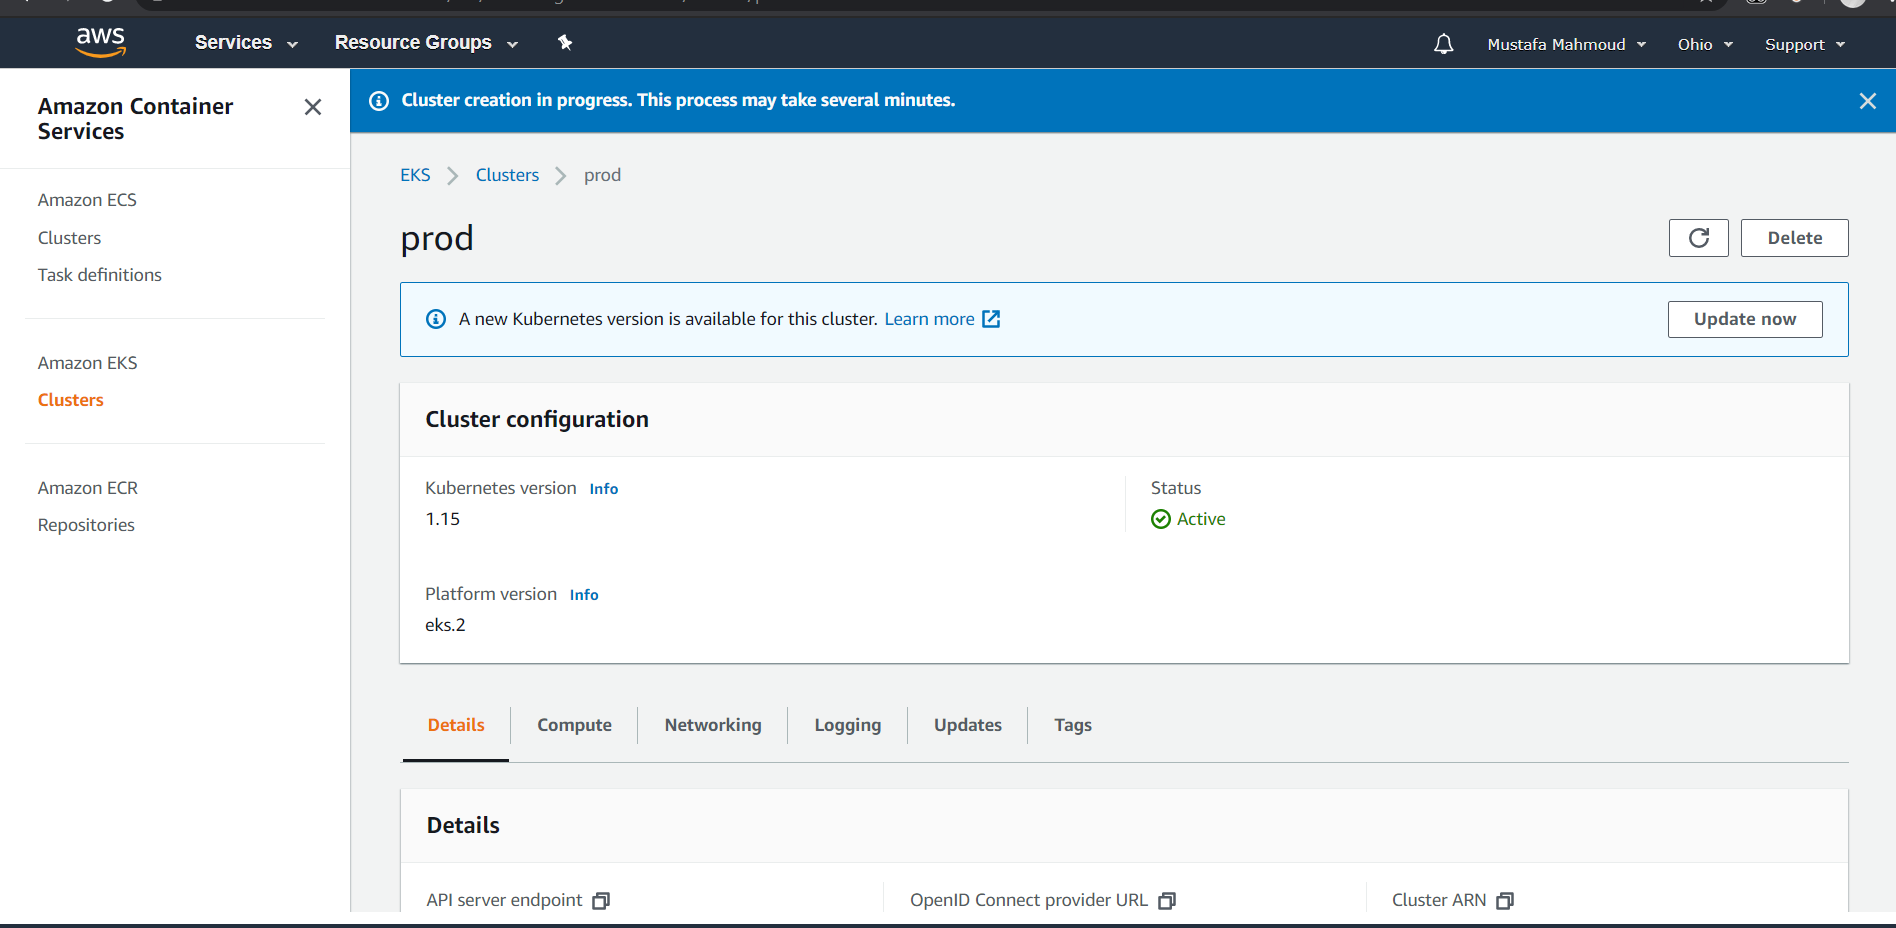 aws
Services
Resource Groups
Mustafa Mahmoud
Ohio
Support
Amazon Container
Services
Amazon ECS
Clusters
Task definitions
Amazon EKS
Clusters
Amazon ECR
Repositories
Cluster creation in progress. This process may take several minutes.
EKS
Clusters
prod
prod
Delete
A new Kubernetes version is available for this cluster. Learn more
Update now
Cluster configuration
Kubernetes version Info
1.15
Status
Active
Platform version Info
eks.2
Details
Compute
Networking
Logging
Updates
Tags
Details
API server endpoint
OpenID Connect provider URL
Cluster ARN